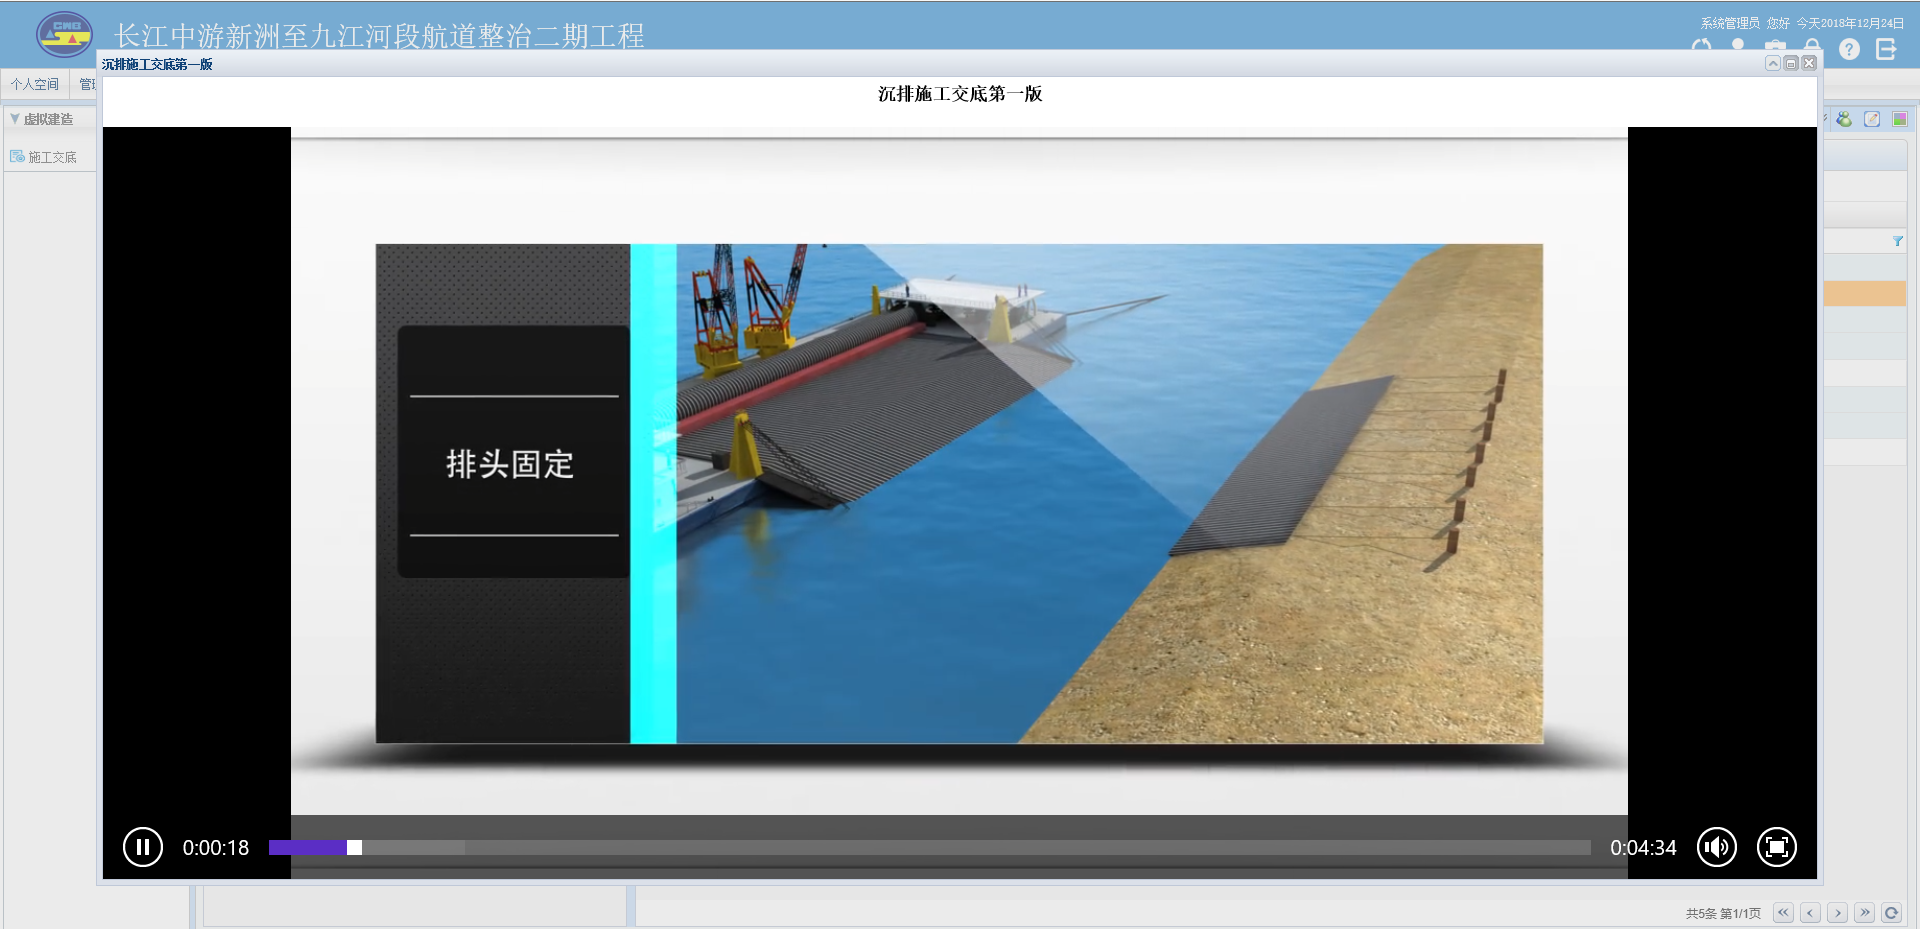 CWB
长江中游新洲至九江河段航道整治二期工程
系统管理员 您好 今天2018年12月24日
沉排施工交底第一版
个人空间
沉排施工交底第一版
虚拟建造
施工交底
排头固定
0:00:18
0:04:34
共5条 第1/1页